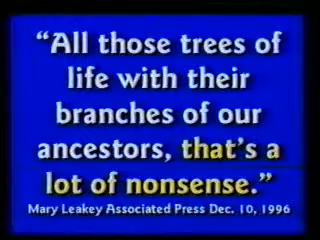 “All those trees of
life with their
branches of our
ancestors, that's a
lot of nonsense.”
Mary Leakey Associated Press Dec. 10, 1996